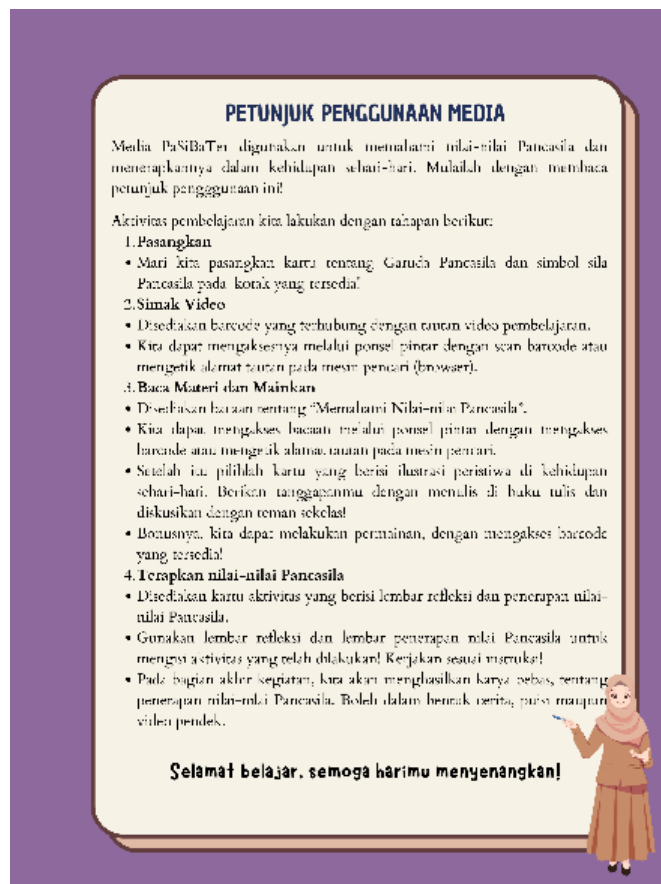 PETUNJUK PENGGUNAAN MEDIA
Media PaSiBaTer digunakan untuk memahami nilai-nilai Pancasila dan
menerapkannya dalam kehidupan sehari-hari. Mulailah dengan membaca
petunjuk pengggunaan ini!
Aktivitas pembelajaran kita lakukan dengan tahapan berikut:
1. Pasangkan
• Mari kita pasangkan kartu tentang Garuda Pancasila dan simbol sila
Pancasila pada kotak yang tersedia!
2. Simak Video
• Disediakan barcode yang terhubung dengan tautan video pembelajaran.
• Kita dapat mengaksesnya melalui ponsel pintar dengan scan barcode atau
mengetik alamat tautan pada mesin pencari (browser).
3. Baca Materi dan Mainkan
• Disediakan bacaan tentang "Memahami Nilai-nilai Pancasila".
• Kita dapat mengakses bacaan melalui ponsel pintar dengan mengakses
barcode atau mengetik alamat tautan pada mesin pencari.
• Setelah itu pilihlah kartu yang berisi ilustrasi peristiwa di kehidupan
sehari-hari. Berikan tanggapanmu dengan menulis di buku tulis dan
diskusikan dengan teman sekelas!
• Bonusnya, kita dapat melakukan permainan, dengan mengakses barcode
yang tersedia!
4. Terapkan nilai-nilai Pancasila
• Disediakan kartu aktivitas yang berisi lembar refleksi dan penerapan nilai-
nilai Pancasila.
• Gunakan lembar refleksi dan lembar penerapan nilai Pancasila untuk
mengisi aktivitas yang telah dilakukan! Kerjakan sesuai instruksi!
• Pada bagian akhir kegiatan, kita akan menghasilkan karya bebas, tentang
penerapan nilai-nilai Pancasila. Boleh dalam bentuk cerita, puisi maupun
video pendek.
Selamat belajar, semoga harimu menyenangkan!